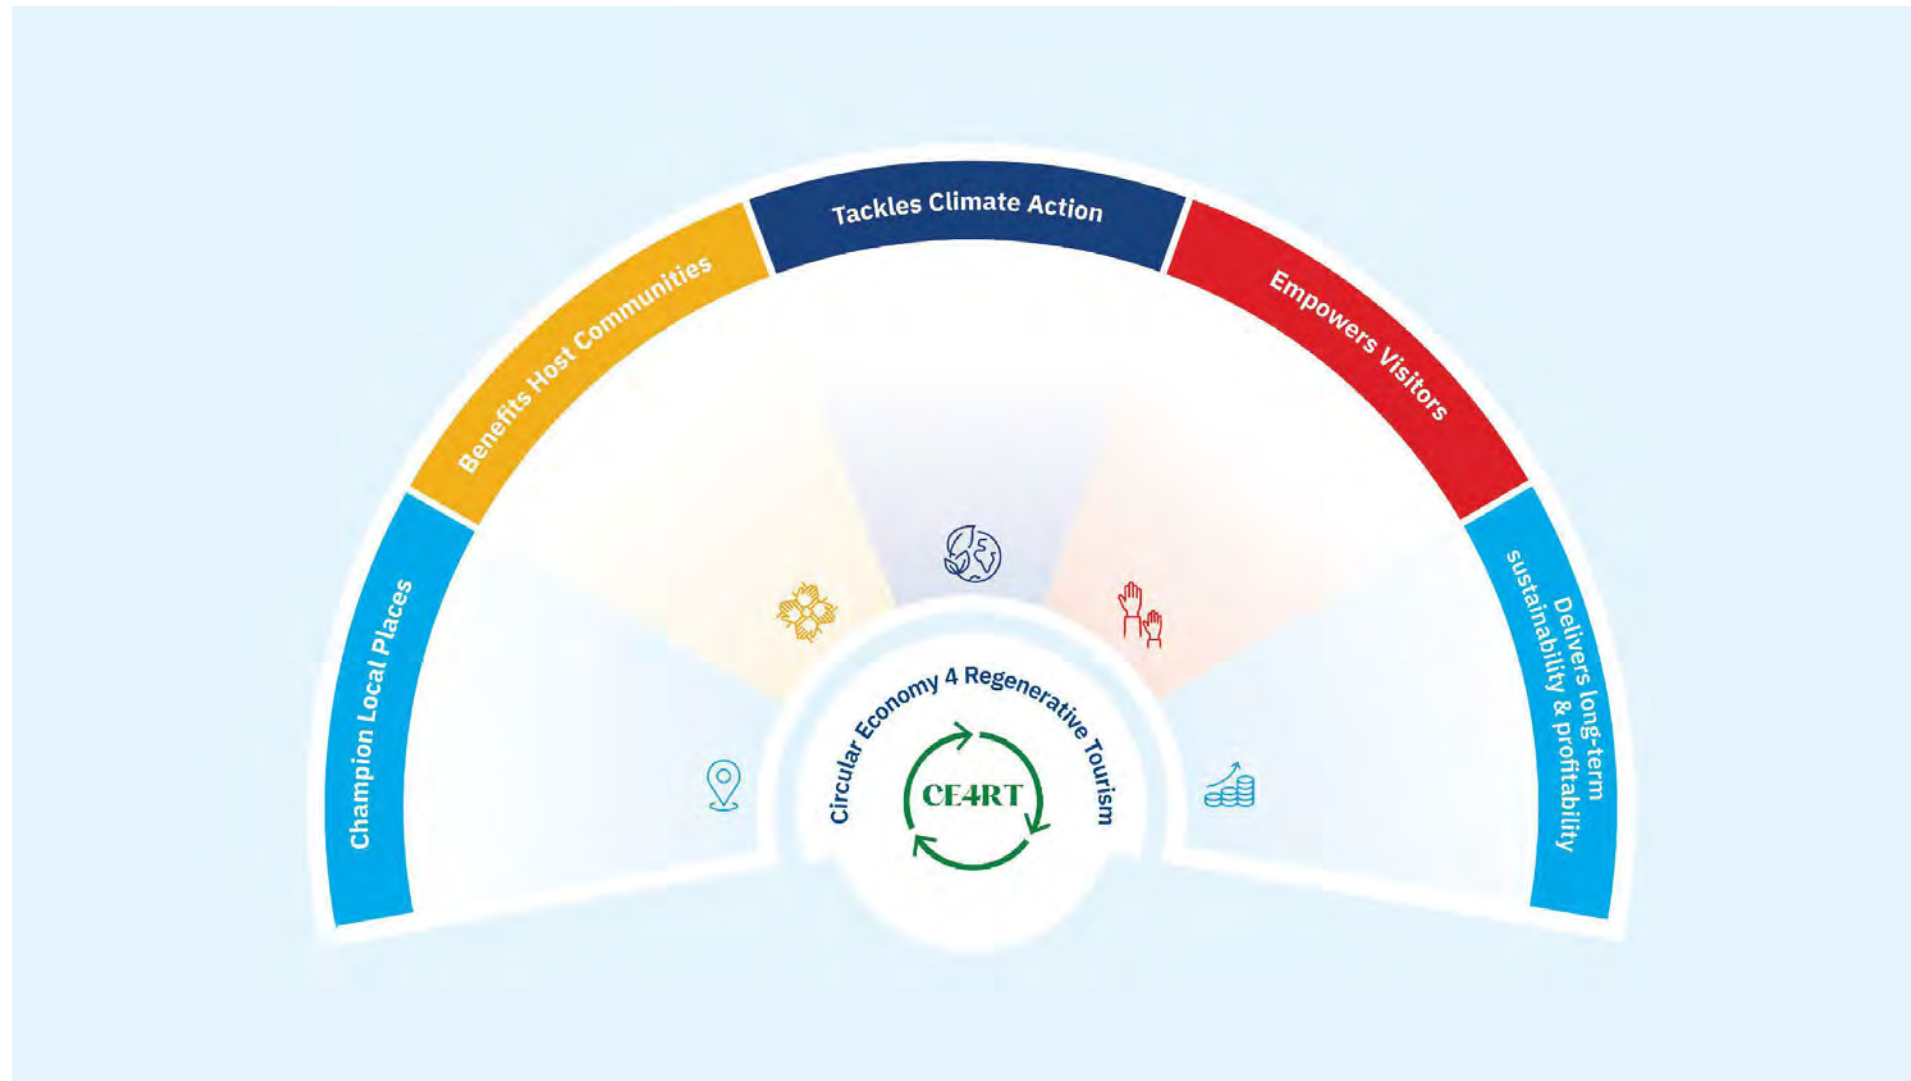 Champion Local Places
Benefits Host Communities
Tackles Climate Action
Empowers Visitors
Delivers long-term
sustainability & profitability
Circular Economy 4 Regenerative Tourism
CE4RT